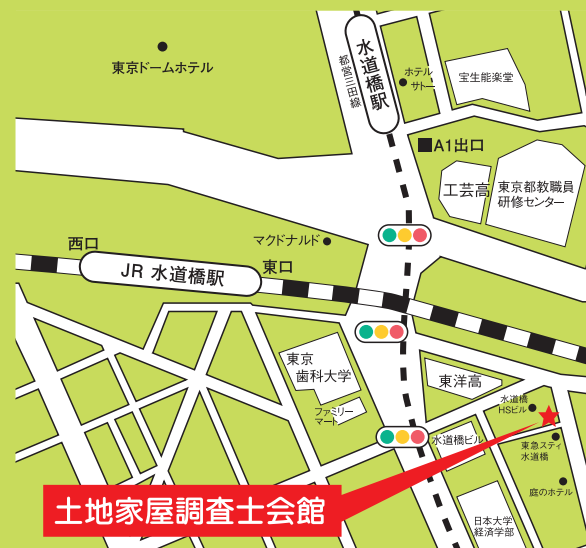 東京ドームホテル
都営三田線
水道橋駅
ホテル
サトー
宝生能楽堂
A1出口
工芸高
東京都教職員
研修センター
マクドナルド
西口
JR 水道橋駅
東口
東京
歯科大学
ファミリー
マート
東洋高
水道橋
HSビル
水道橋ビル
東急スティ
水道橋
庭のホテル
土地家屋調査士会館
日本大学
経済学部